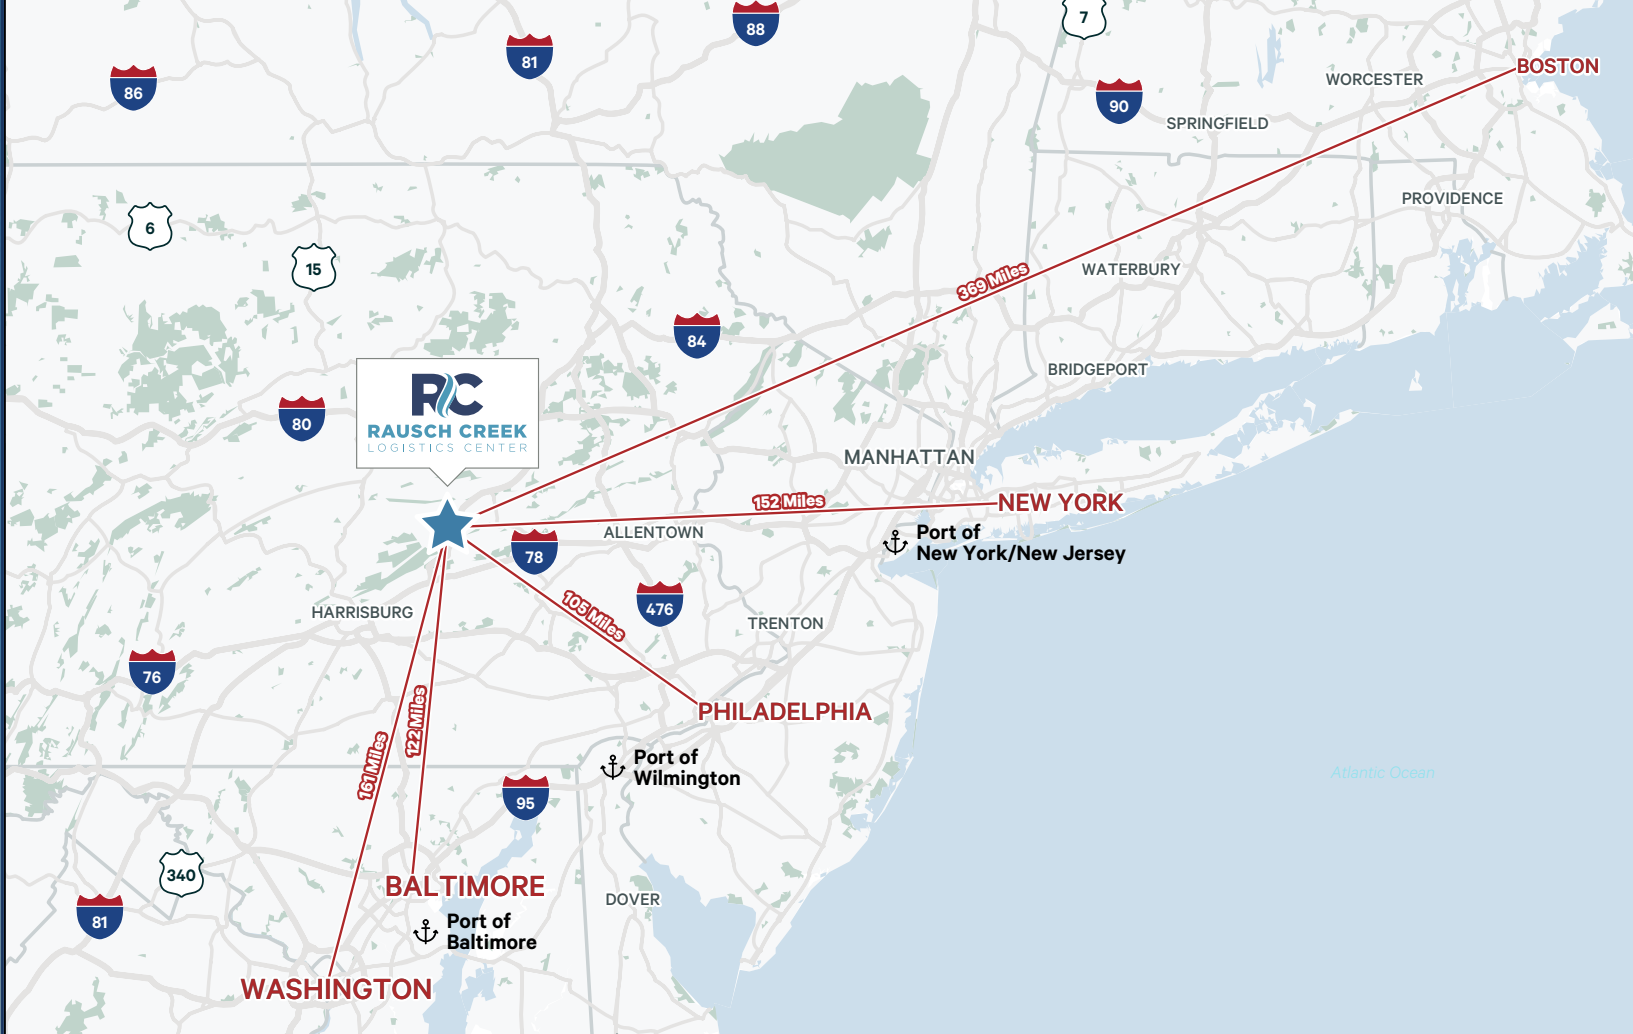 88
7
81
BOSTON
86
WORCESTER
90
SPRINGFIELD
PROVIDENCE
6
15
WATERBURY
369 Miles
84
BRIDGEPORT
RC
80
RAUSCH CREEK
LOGISTICS CENTER
MANHATTAN
152 Miles
NEW YORK
ALLENTOWN
Port of
New York/New Jersey
78
HARRISBURG
105 Miles
476
TRENTON
76
122 Miles
PHILADELPHIA
161 Miles
Port of
Wilmington
Atlantic Ocean
95
340
BALTIMORE
DOVER
81
Port of
Baltimore
WASHINGTON